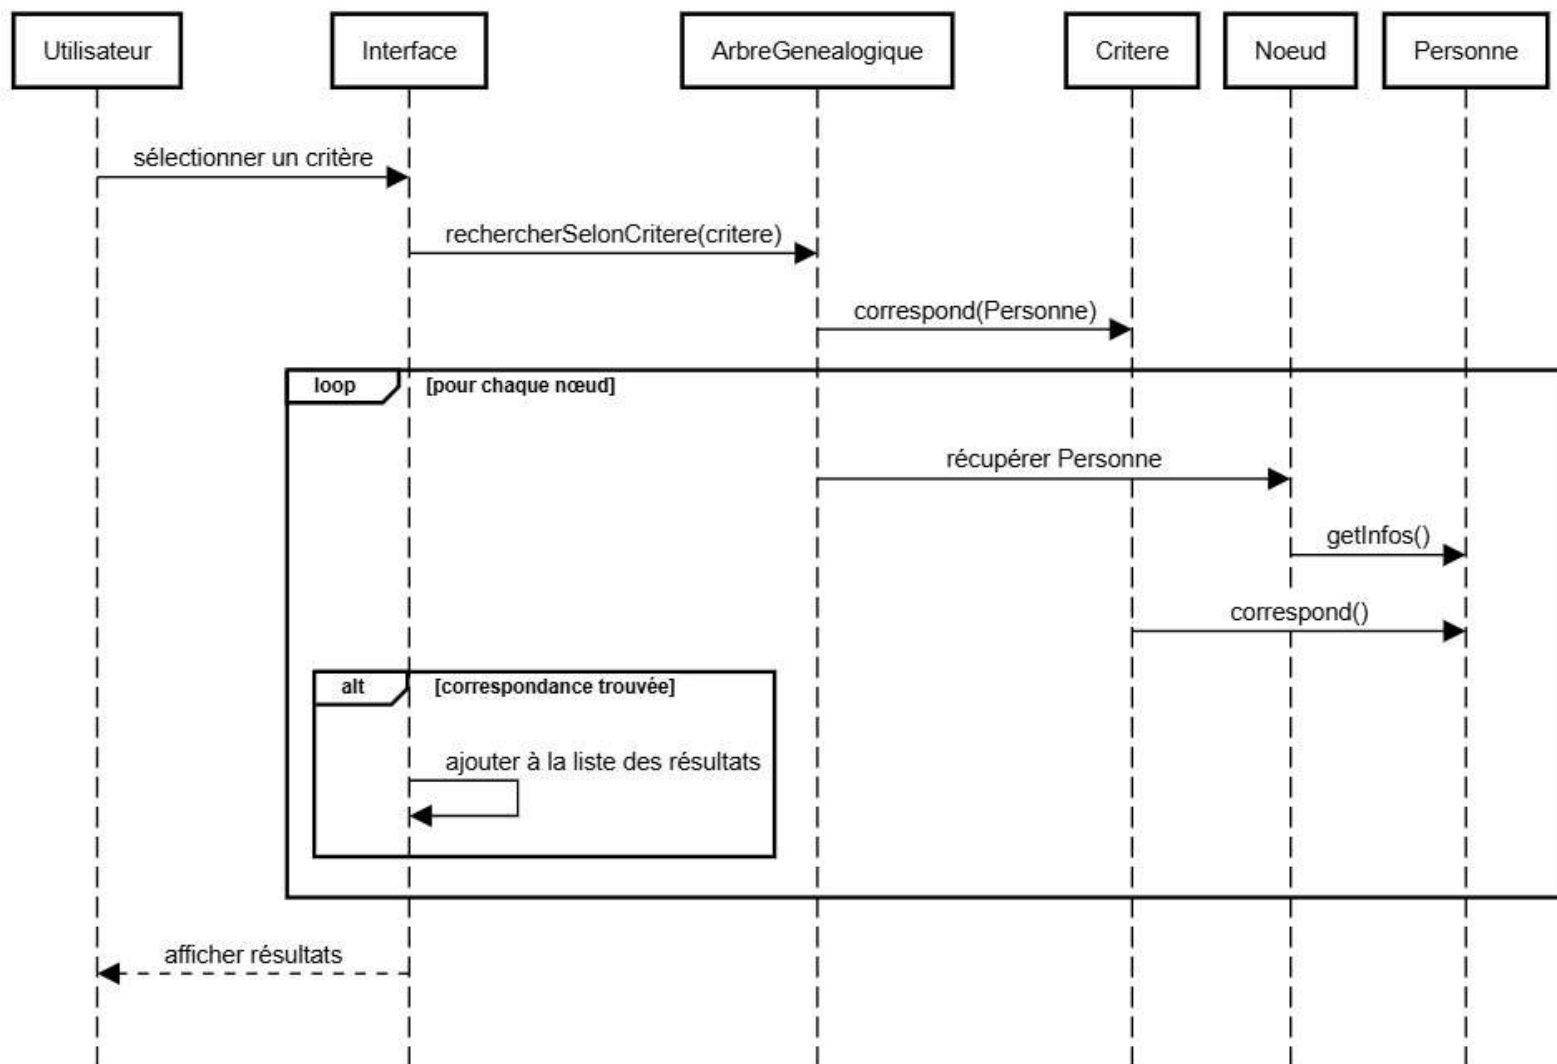 Utilisateur
Interface
ArbreGenealogique
Critere
Noeud
Personne
sélectionner un critère
rechercherSelonCritere(critere)
correspond(Personne)
loop
[pour chaque nœud]
récupérer Personne
getInfos()
correspond()
alt
[correspondance trouvée]
ajouter à la liste des résultats
afficher résultats